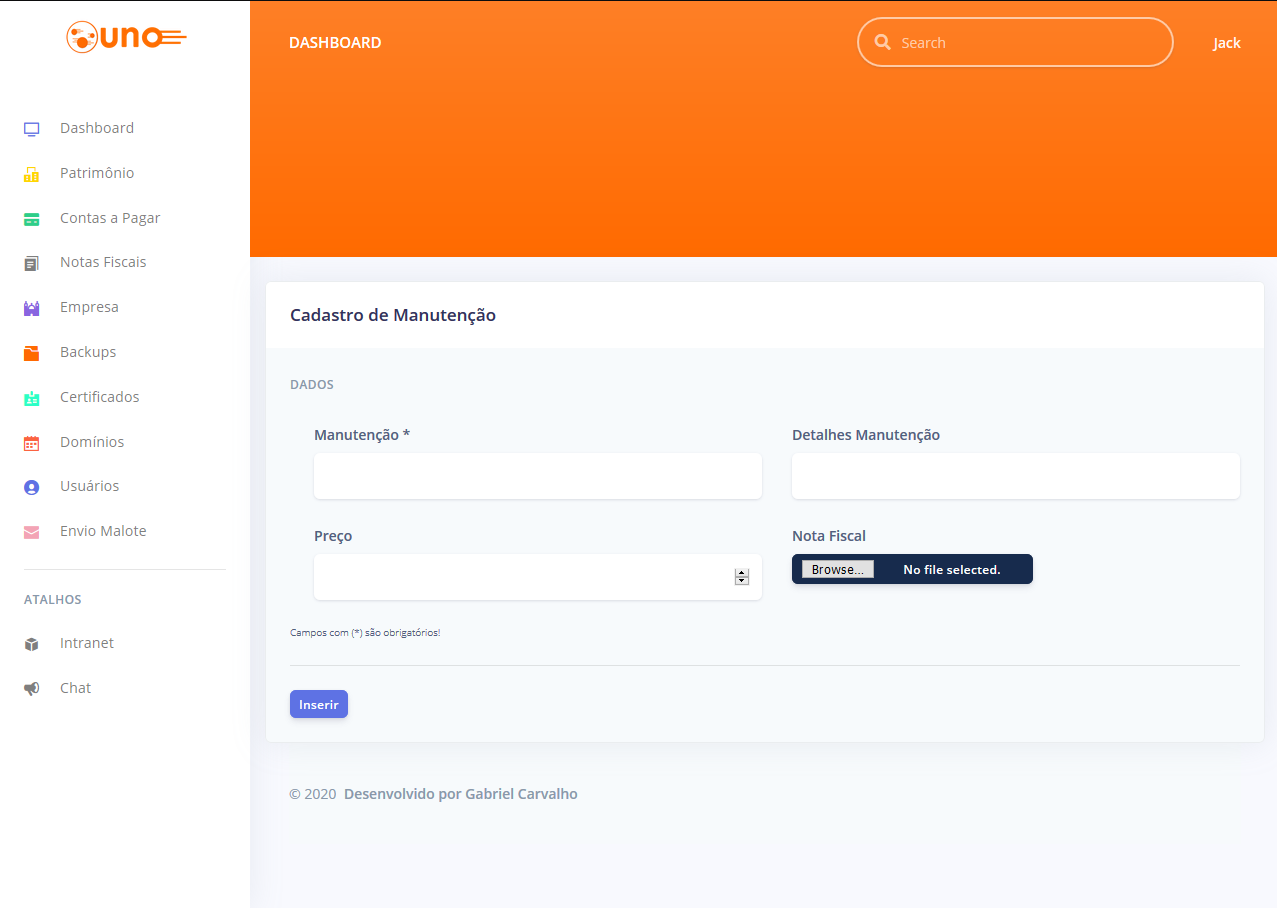 uno
DASHBOARD
Search
Jack
Dashboard
Patrimônio
Contas a Pagar
Notas Fiscais
Empresa
Backups
Certificados
Domínios
Usuários
Envio Malote
ATALHOS
Intranet
Chat
Cadastro de Manutenção
DADOS
Manutenção *
Detalhes Manutenção
Preço
Nota Fiscal
Browse... No file selected.
Campos com (*) são obrigatórios!
Inserir
© 2020 Desenvolvido por Gabriel Carvalho